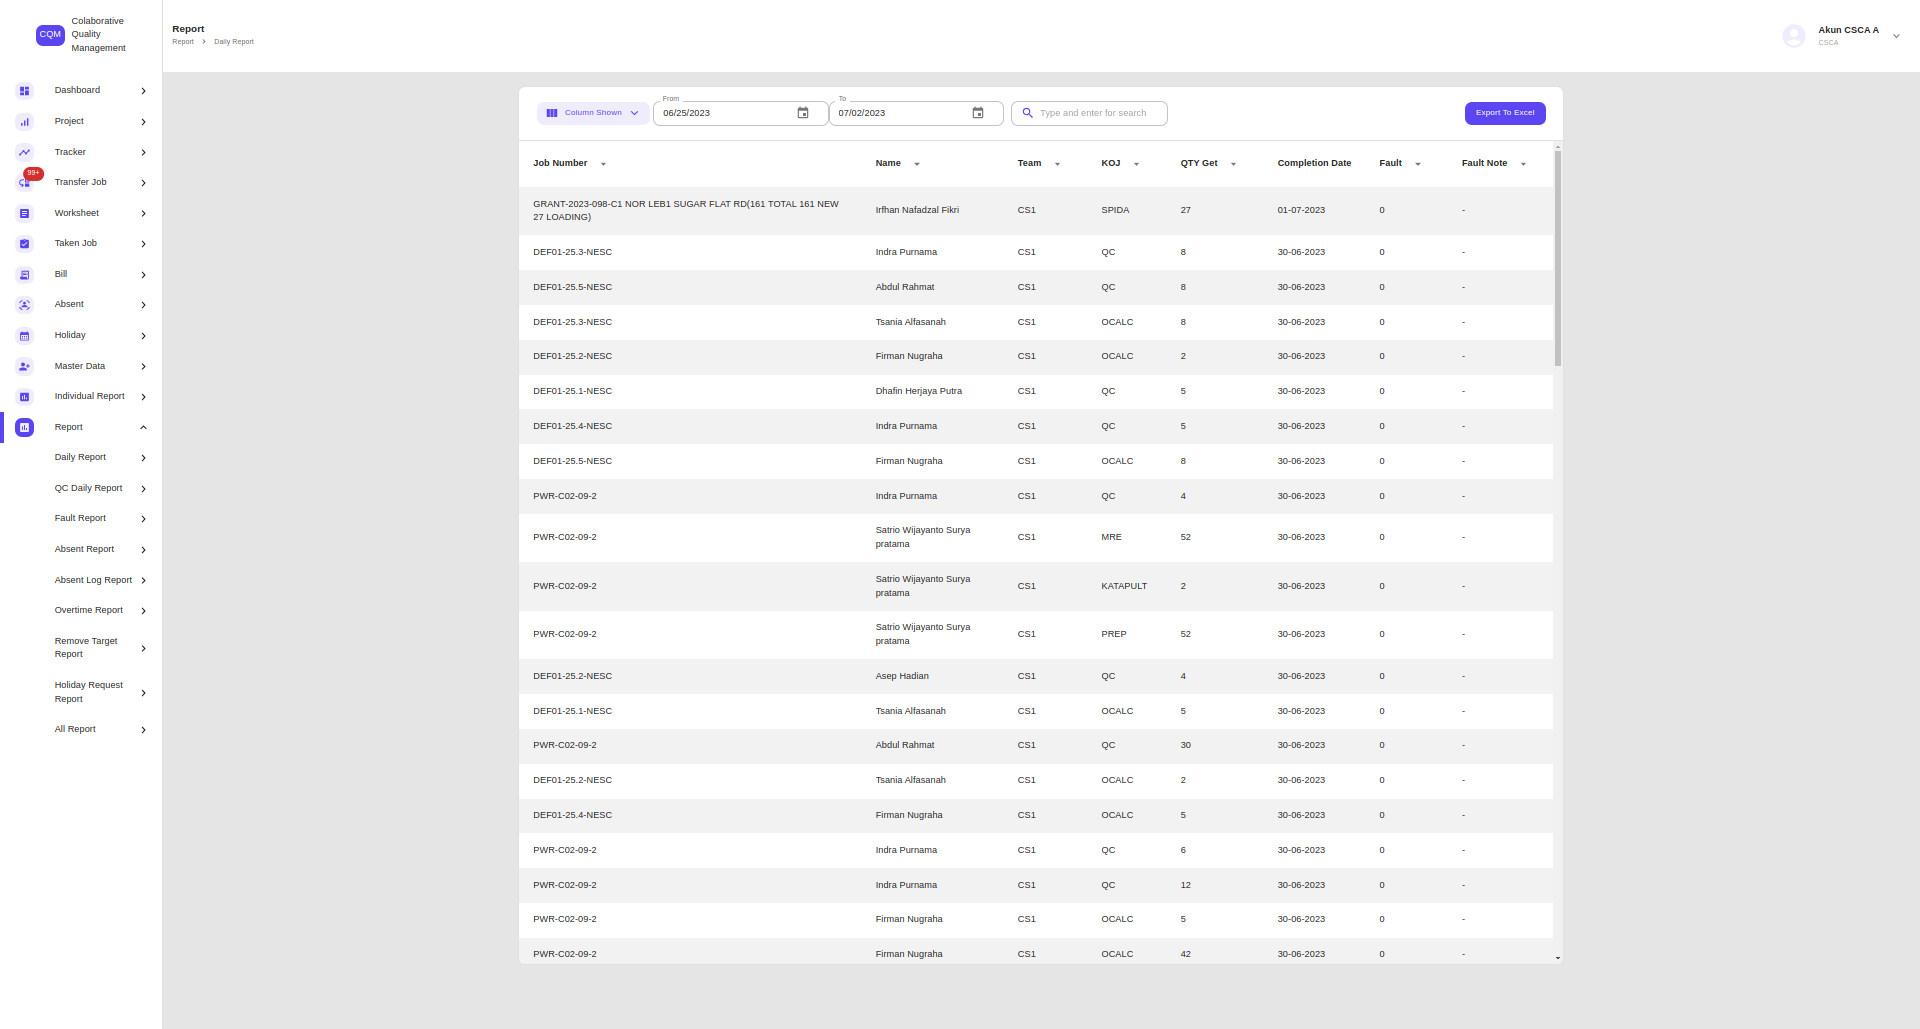 CQM
Colaborative
Quality
Management
Dashboard
Project
Tracker
99+
Transfer Job
Worksheet
Taken Job
Bill
Absent
Holiday
Master Data
Individual Report
Report
Daily Report
QC Daily Report
Fault Report
Absent Report
Absent Log Report
Overtime Report
Remove Target
Report
Holiday Request
Report
All Report
Report
Report Daily Report
Akun CSCA A
CSCA
Column Shown
From
06/25/2023
To
07/02/2023
Type and enter for search
Export To Excel
Job Number Name Team KOJ QTY Get Completion Date Fault Fault Note
GRANT-2023-098-C1 NOR LEB1 SUGAR FLAT RD(161 TOTAL 161 NEW
27 LOADING) Irfhan Nafadzal Fikri CS1 SPIDA 27 01-07-2023 0 -
DEF01-25.3-NESC Indra Purnama CS1 QC 8 30-06-2023 0 -
DEF01-25.5-NESC Abdul Rahmat CS1 QC 8 30-06-2023 0 -
DEF01-25.3-NESC Tsania Alfasanah CS1 OCALC 8 30-06-2023 0 -
DEF01-25.2-NESC Firman Nugraha CS1 OCALC 2 30-06-2023 0 -
DEF01-25.1-NESC Dhafin Herjaya Putra CS1 QC 5 30-06-2023 0 -
DEF01-25.4-NESC Indra Purnama CS1 QC 5 30-06-2023 0 -
DEF01-25.5-NESC Firman Nugraha CS1 OCALC 8 30-06-2023 0 -
PWR-C02-09-2 Indra Purnama CS1 QC 4 30-06-2023 0 -
PWR-C02-09-2 Satrio Wijayanto Surya
pratama CS1 MRE 52 30-06-2023 0 -
PWR-C02-09-2 Satrio Wijayanto Surya
pratama CS1 KATAPULT 2 30-06-2023 0 -
PWR-C02-09-2 Satrio Wijayanto Surya
pratama CS1 PREP 52 30-06-2023 0 -
DEF01-25.2-NESC Asep Hadian CS1 QC 4 30-06-2023 0 -
DEF01-25.1-NESC Tsania Alfasanah CS1 OCALC 5 30-06-2023 0 -
PWR-C02-09-2 Abdul Rahmat CS1 QC 30 30-06-2023 0 -
DEF01-25.2-NESC Tsania Alfasanah CS1 OCALC 2 30-06-2023 0 -
DEF01-25.4-NESC Firman Nugraha CS1 OCALC 5 30-06-2023 0 -
PWR-C02-09-2 Indra Purnama CS1 QC 6 30-06-2023 0 -
PWR-C02-09-2 Indra Purnama CS1 QC 12 30-06-2023 0 -
PWR-C02-09-2 Firman Nugraha CS1 OCALC 5 30-06-2023 0 -
PWR-C02-09-2 Firman Nugraha CS1 OCALC 42 30-06-2023 0 -